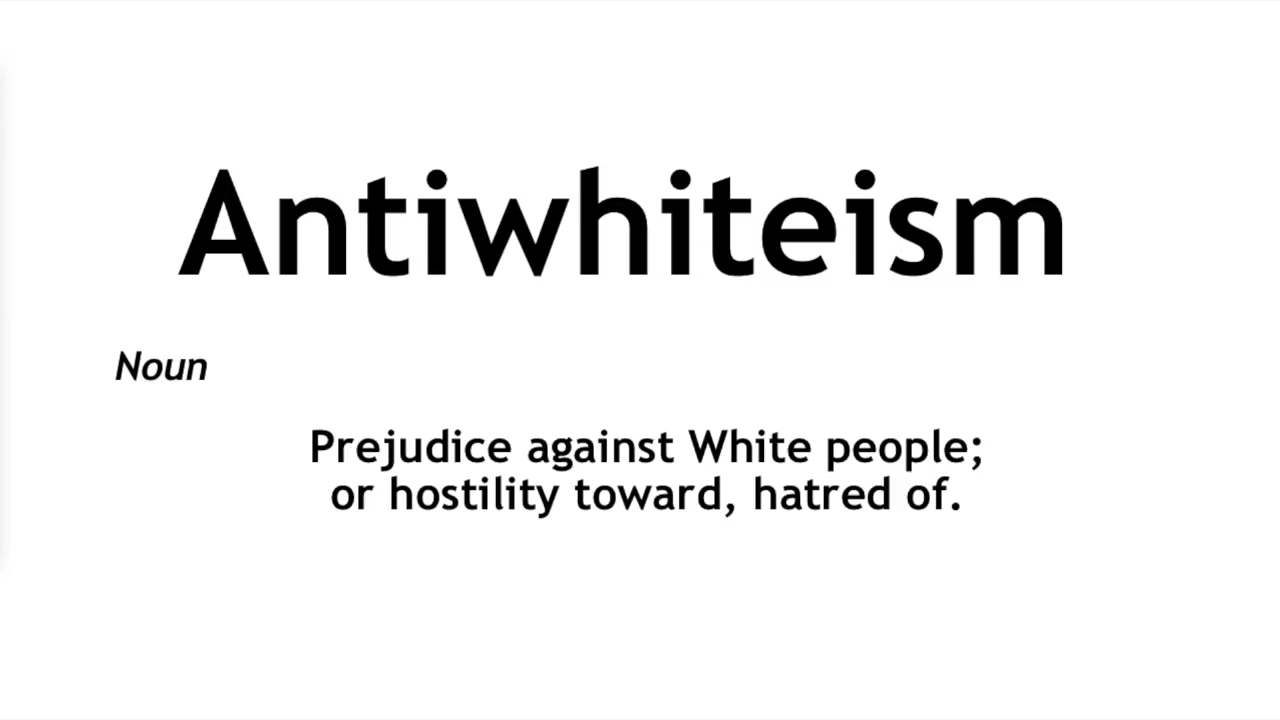 Antiwhiteism
Noun
Prejudice against White people;
or hostility toward, hatred of.